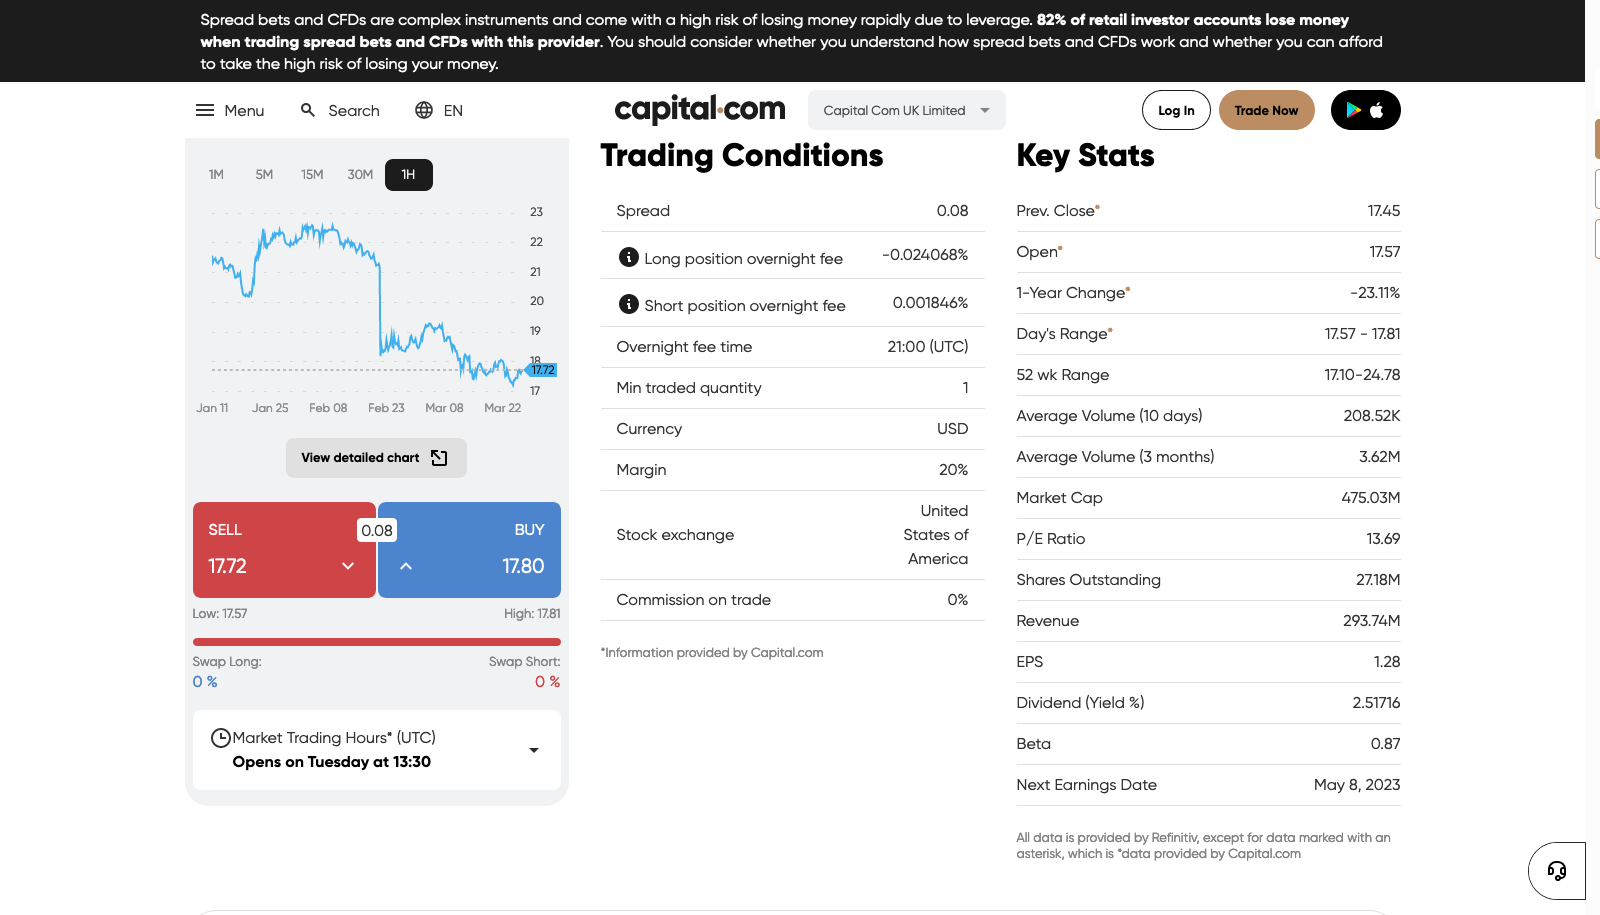 Spread bets and CFDs are complex instruments and come with a high risk of losing money rapidly due to leverage. 82% of retail investor accounts lose money
when trading spread bets and CFDs with this provider. You should consider whether you understand how spread bets and CFDs work and whether you can afford
to take the high risk of losing your money.
Menu
Search
EN
capital.com
Capital Com UK Limited
Log In
Trade Now
1M 5M 15M 30M 1H
23
22
21
20
19
18
17.72
17
Jan 11 Jan 25 Feb 08 Feb 23 Mar 08 Mar 22
View detailed chart
SELL 0.08 BUY
17.72 17.80
Low: 17.57 High: 17.81
Swap Long: Swap Short:
0 % 0 %
Market Trading Hours* (UTC)
Opens on Tuesday at 13:30
Trading Conditions
Spread 0.08
Long position overnight fee -0.024068%
Short position overnight fee 0.001846%
Overnight fee time 21:00 (UTC)
Min traded quantity 1
Currency USD
Margin 20%
Stock exchange United
States of
America
Commission on trade 0%
*Information provided by Capital.com
Key Stats
Prev. Close* 17.45
Open* 17.57
1-Year Change* -23.11%
Day's Range* 17.57 - 17.81
52 wk Range 17.10-24.78
Average Volume (10 days) 208.52K
Average Volume (3 months) 3.62M
Market Cap 475.03M
P/E Ratio 13.69
Shares Outstanding 27.18M
Revenue 293.74M
EPS 1.28
Dividend (Yield %) 2.51716
Beta 0.87
Next Earnings Date May 8, 2023
All data is provided by Refinitiv, except for data marked with an
asterisk, which is *data provided by Capital.com